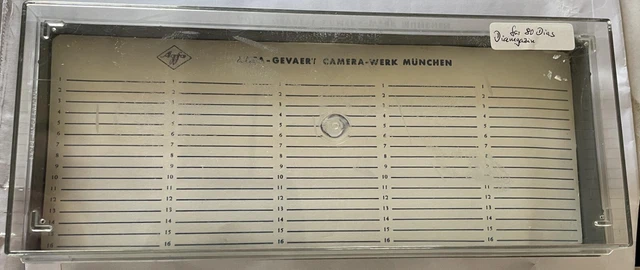 für 80 Dias
Diamagazin
Agfa
AGFA-GEVAERT CAMERA-WERK MÜNCHEN
1 1 1 1 1
2 2 2 2 2
3 3 3 3 3
4 4 4 4 4
5 5 5 5 5
6 6 6 6 6
7 7 7 7 7
8 8 8 8 8
9 9 9 9 9
10 10 10 10 10
11 11 11 11 11
12 12 12 12 12
13 13 13 13 13
14 14 14 14 14
15 15 15 15 15
16 16 16 16 16